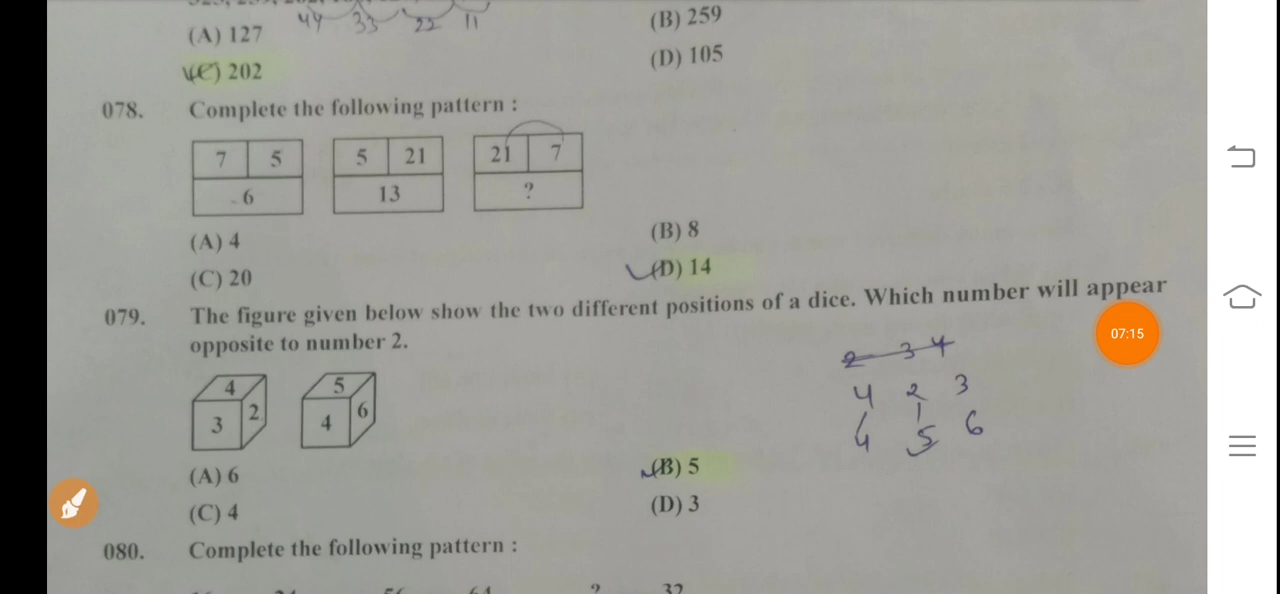 44 33 22 11
(A) 127
(B) 259
(C) 202
(D) 105
078. Complete the following pattern :
7 5
6
5 21
13
21 7
?
(A) 4
(B) 8
(C) 20
(D) 14
079. The figure given below show the two different positions of a dice. Which number will appear
opposite to number 2.
4
3 2
5
4 6
2 3 4
4 2 3
4 5 6
07:15
(A) 6
(B) 5
(C) 4
(D) 3
080. Complete the following pattern :
? 32